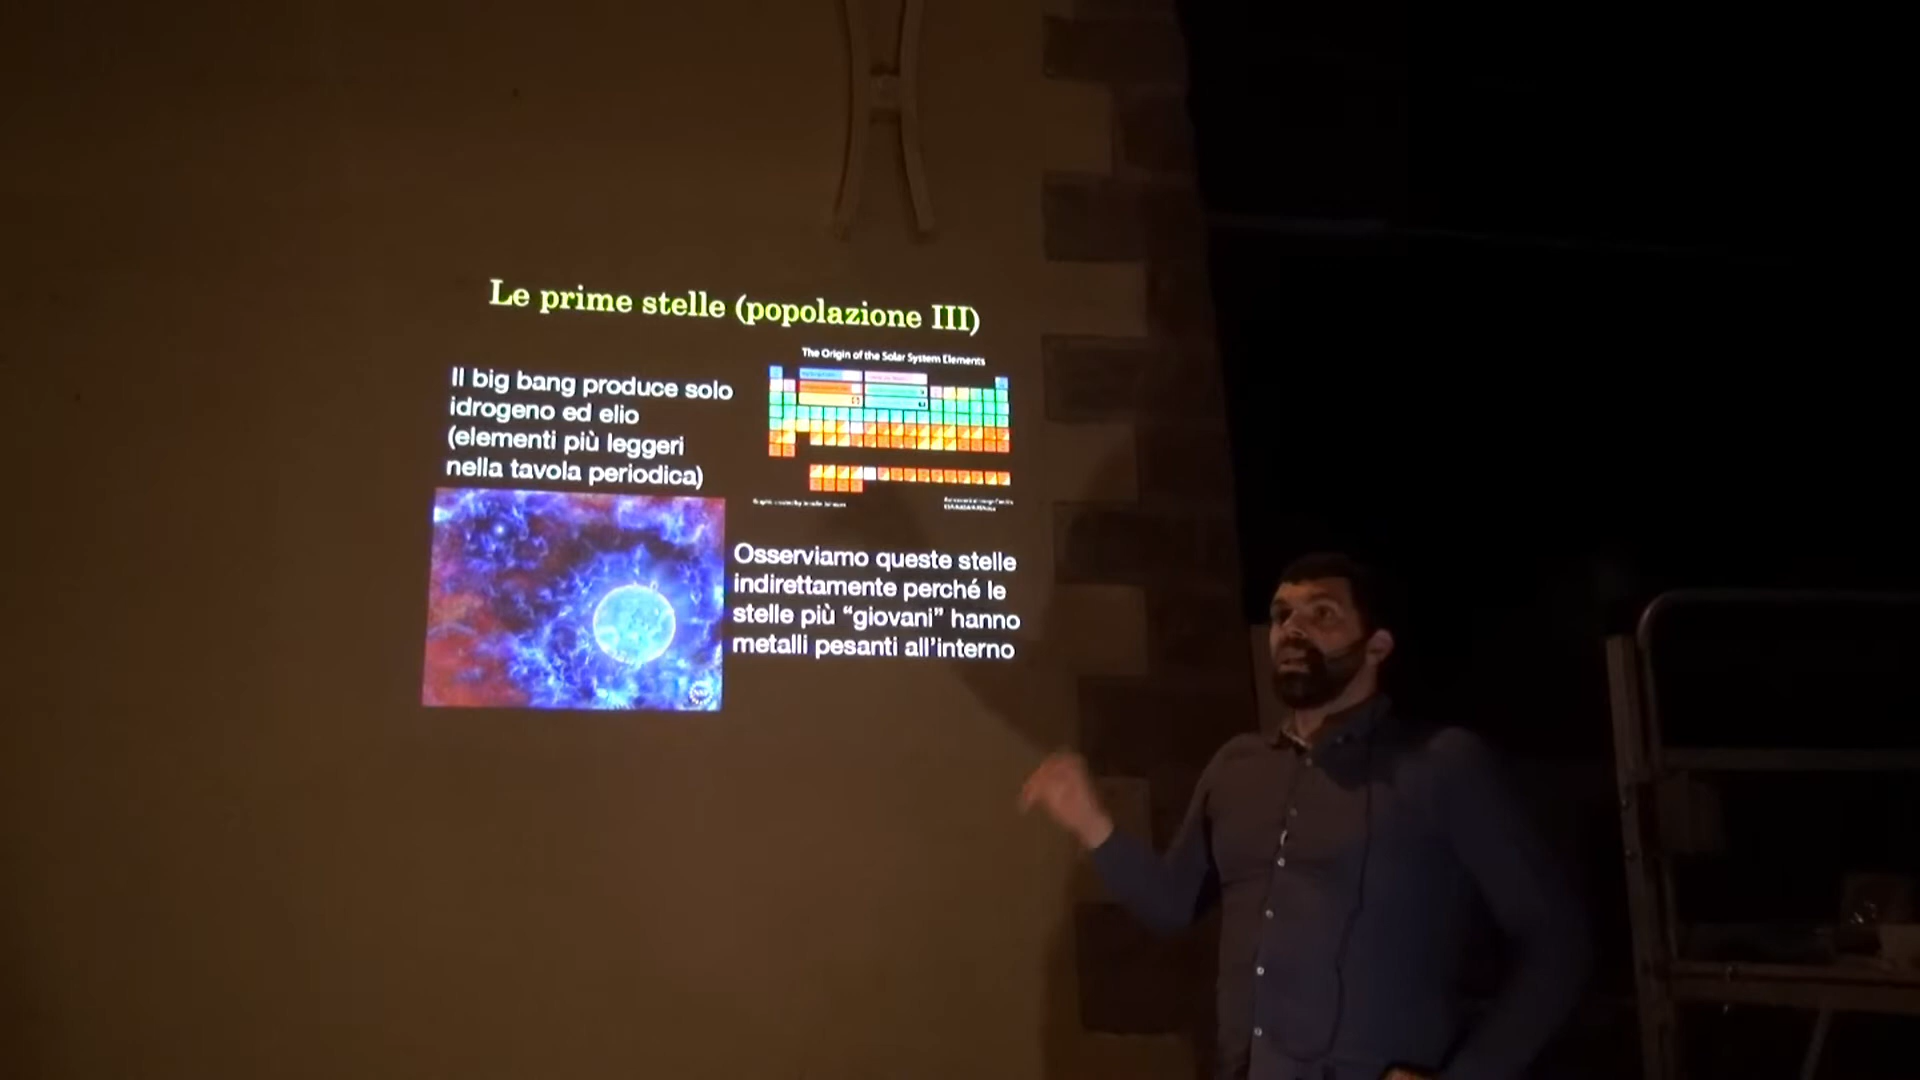 Le prime stelle (popolazione III)
Il big bang produce solo
idrogeno ed elio
(elementi più leggeri
nella tavola periodica)
The Origin of the Solar System Elements
Osserviamo queste stelle
indirettamente perché le
stelle più “giovani” hanno
metalli pesanti all’interno